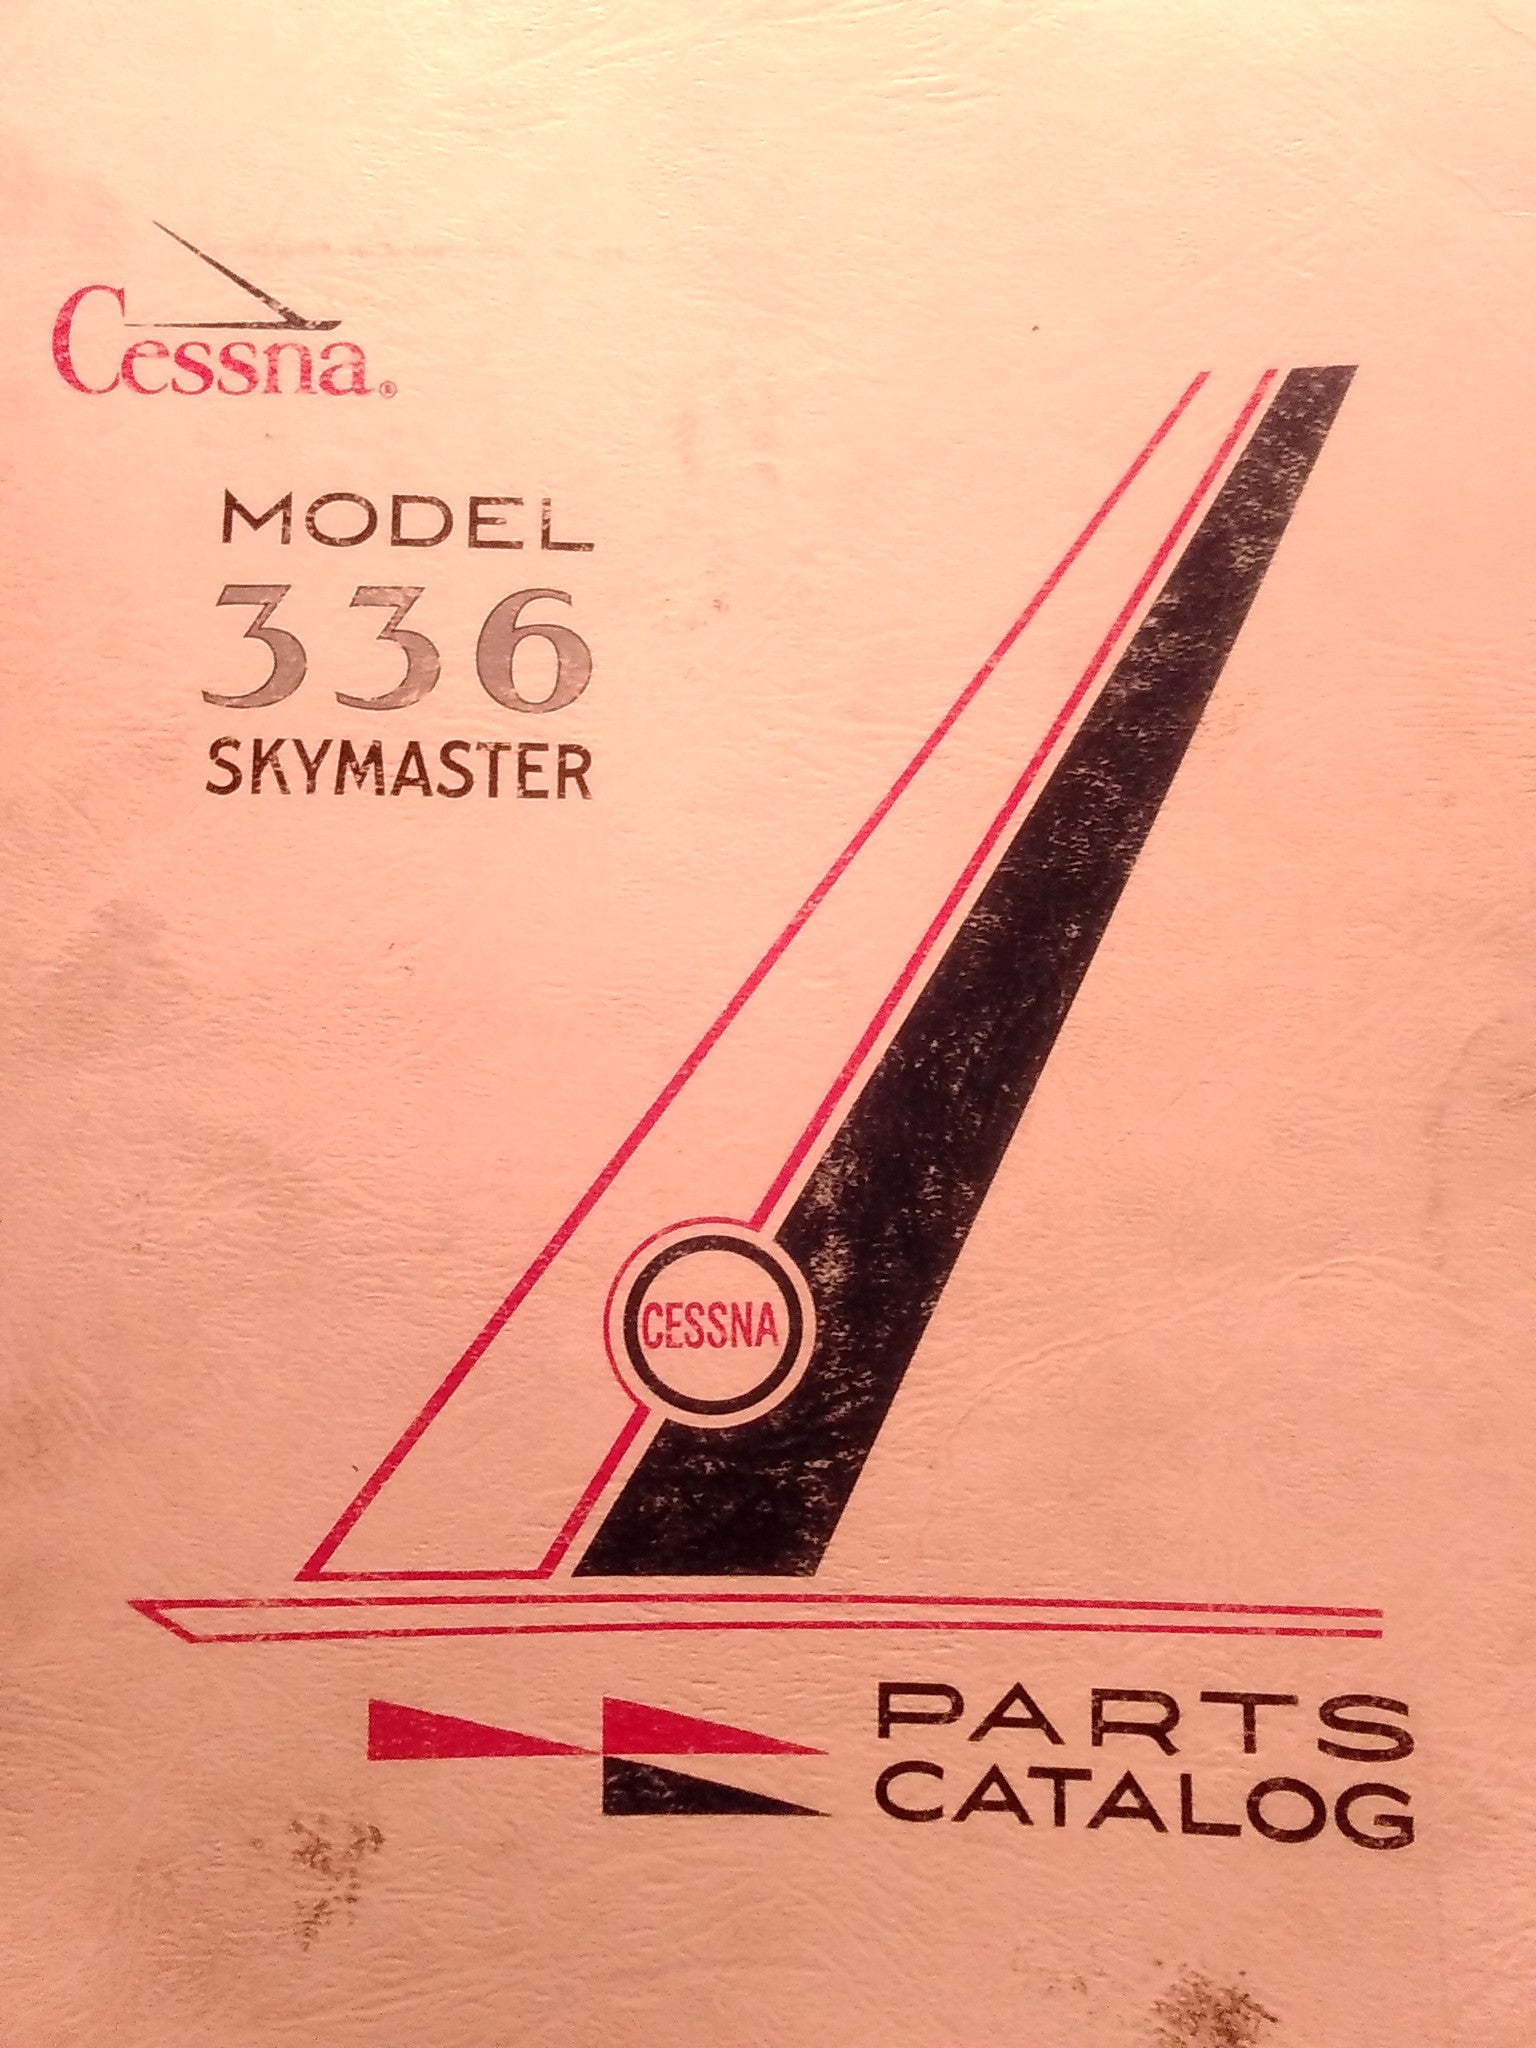 Cessna®
MODEL
336
SKYMASTER
CESSNA
PARTS
CATALOG